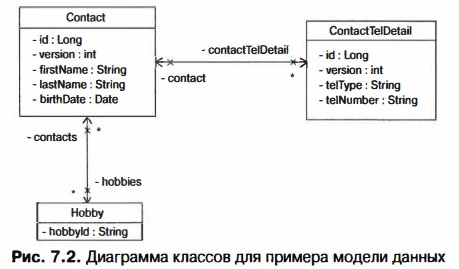 Contact
- id : Long
- version : int
- firstName : String
- lastName : String
- birthDate : Date
- contactTelDetail
- contact
*
ContactTelDetail
- id : Long
- version : int
- telType : String
- telNumber : String
- contacts
*
- hobbies
*
Hobby
- hobbyId : String
Рис. 7.2. Диаграмма классов для примера модели данных